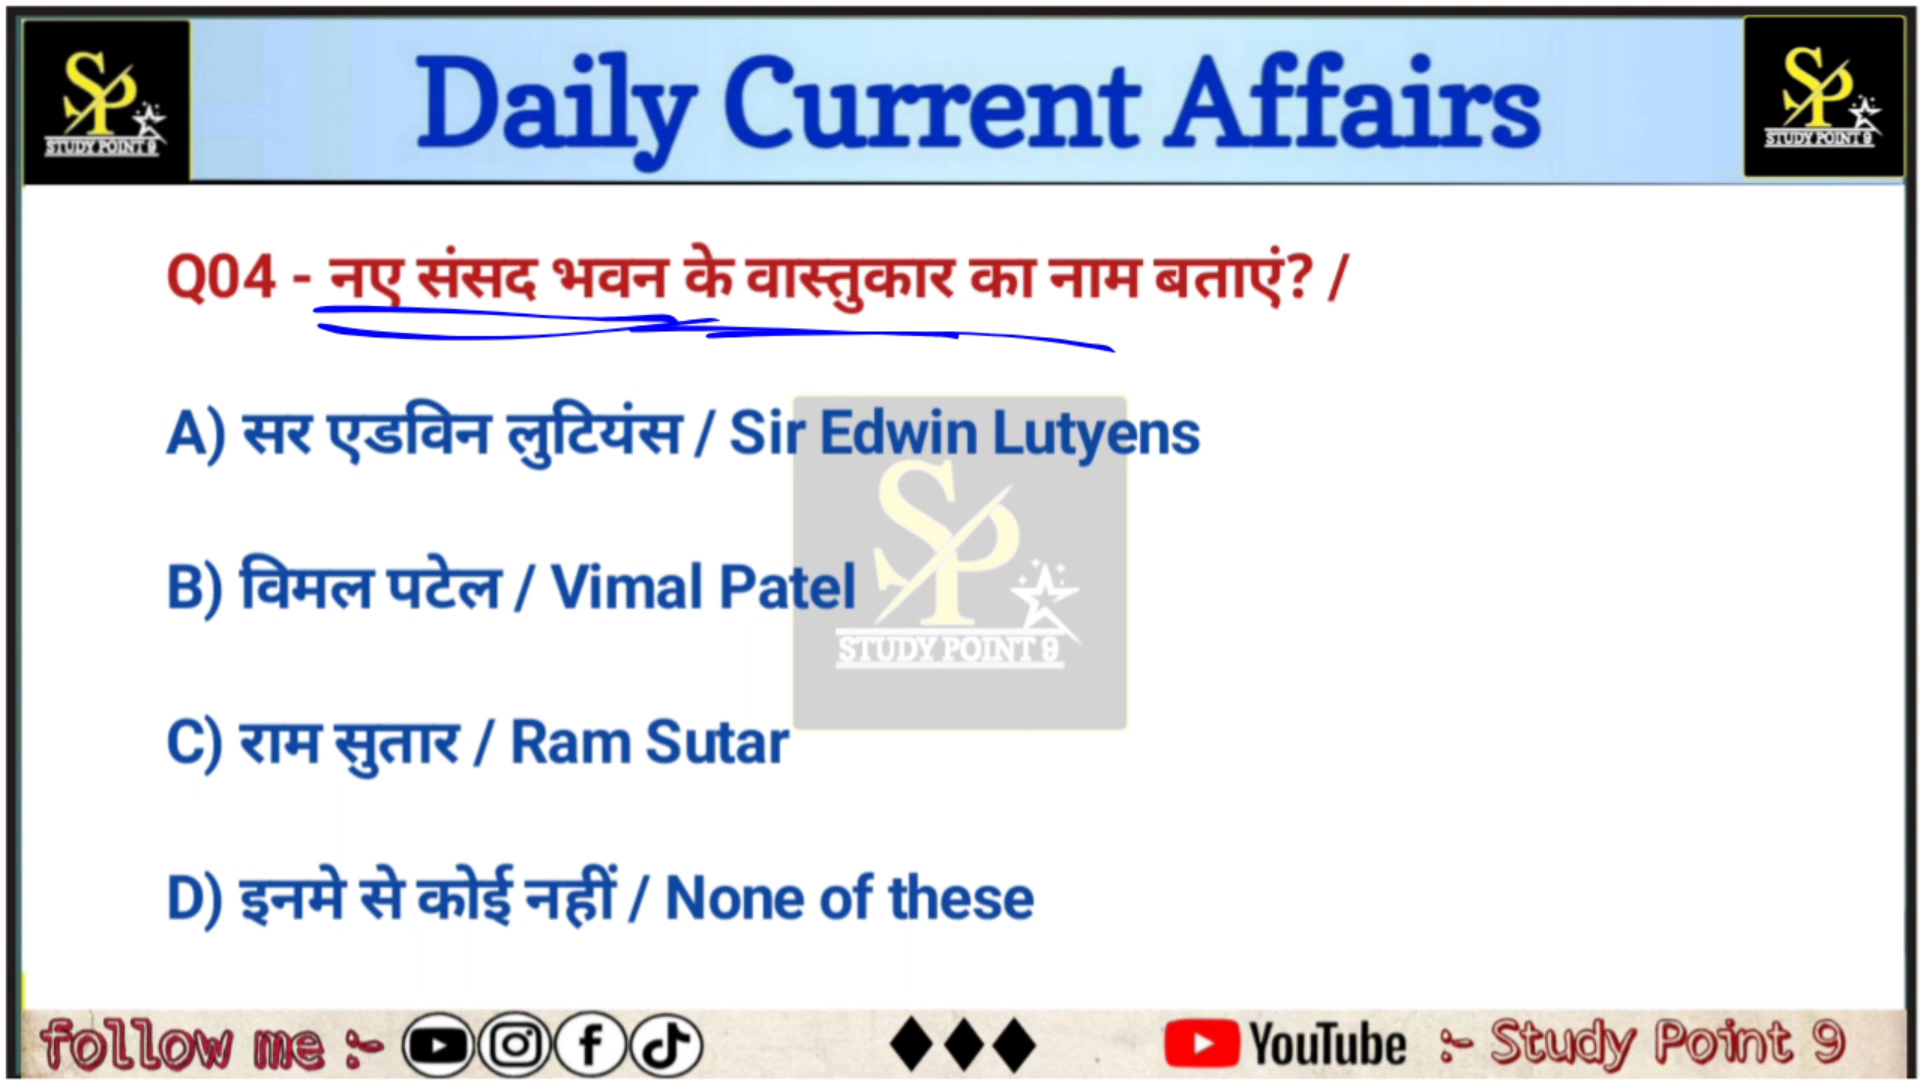 SP
STUDY POINT 9
Daily Current Affairs
SP
STUDY POINT 9
Q04 - नए संसद भवन के वास्तुकार का नाम बताएं? /
A) सर एडविन लुटियंस / Sir Edwin Lutyens
B) विमल पटेल / Vimal Patel
SP
STUDY POINT 9
C) राम सुतार / Ram Sutar
D) इनमे से कोई नहीं / None of these
follow me :- YouTube :- Study Point 9